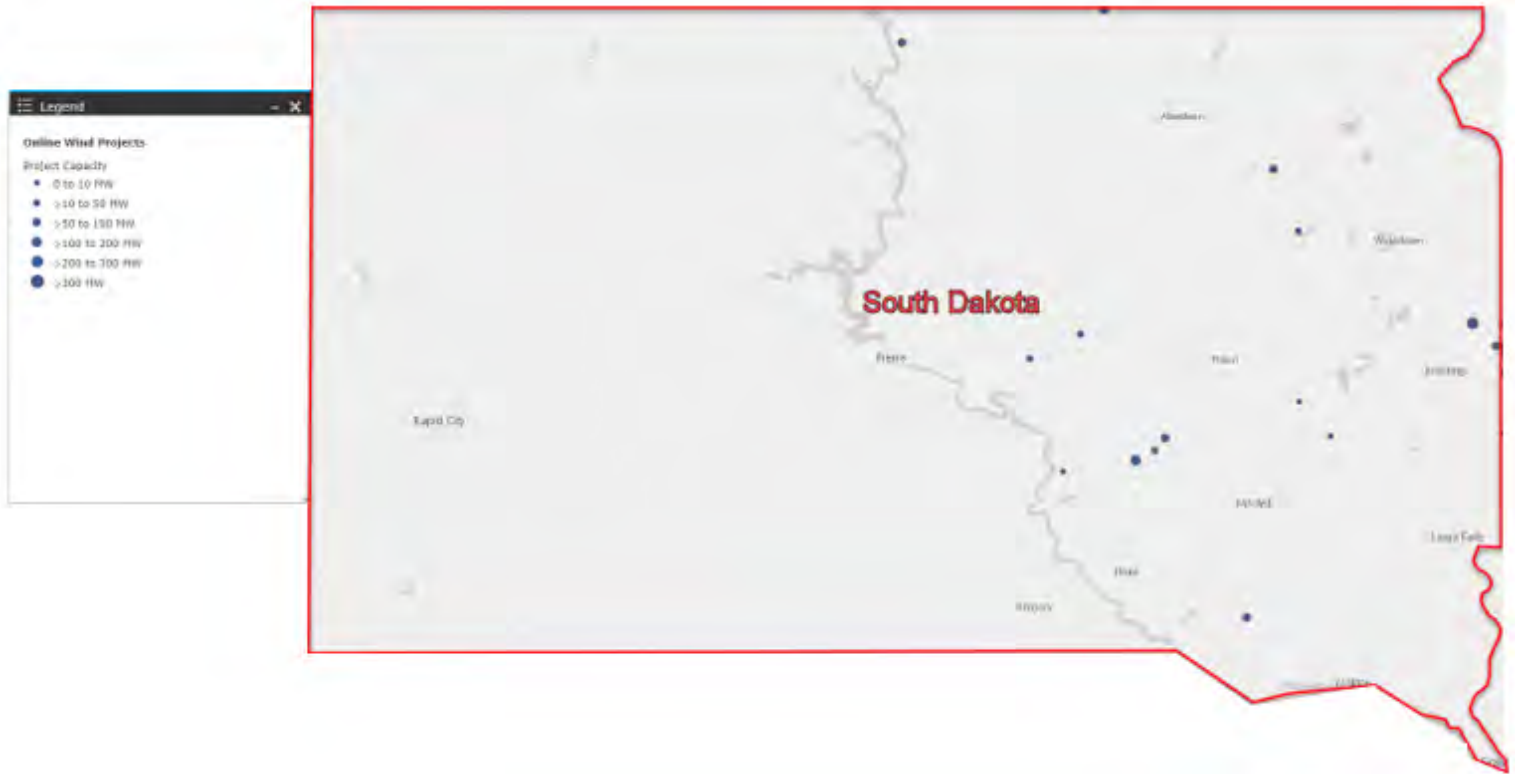 Legend
Online Wind Projects
Project Capacity
0 to 10 MW
>10 to 50 MW
>50 to 100 MW
>100 to 200 MW
>200 to 300 MW
>300 MW
Aberdeen
Watertown
South Dakota
Pierre
Huron
Brookings
Rapid City
Mitchell
Sioux Falls